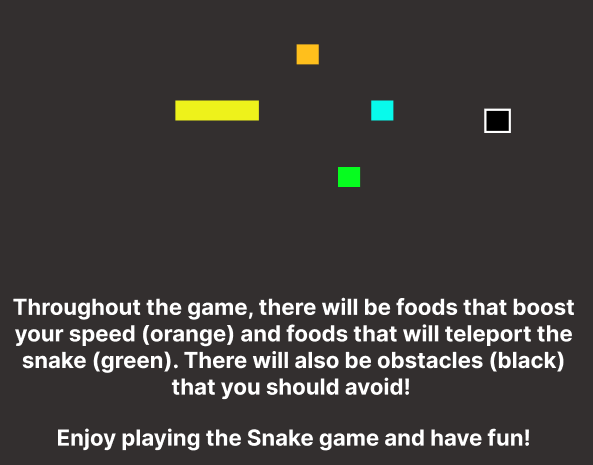 Throughout the game, there will be foods that boost
your speed (orange) and foods that will teleport the
snake (green). There will also be obstacles (black)
that you should avoid!
Enjoy playing the Snake game and have fun!